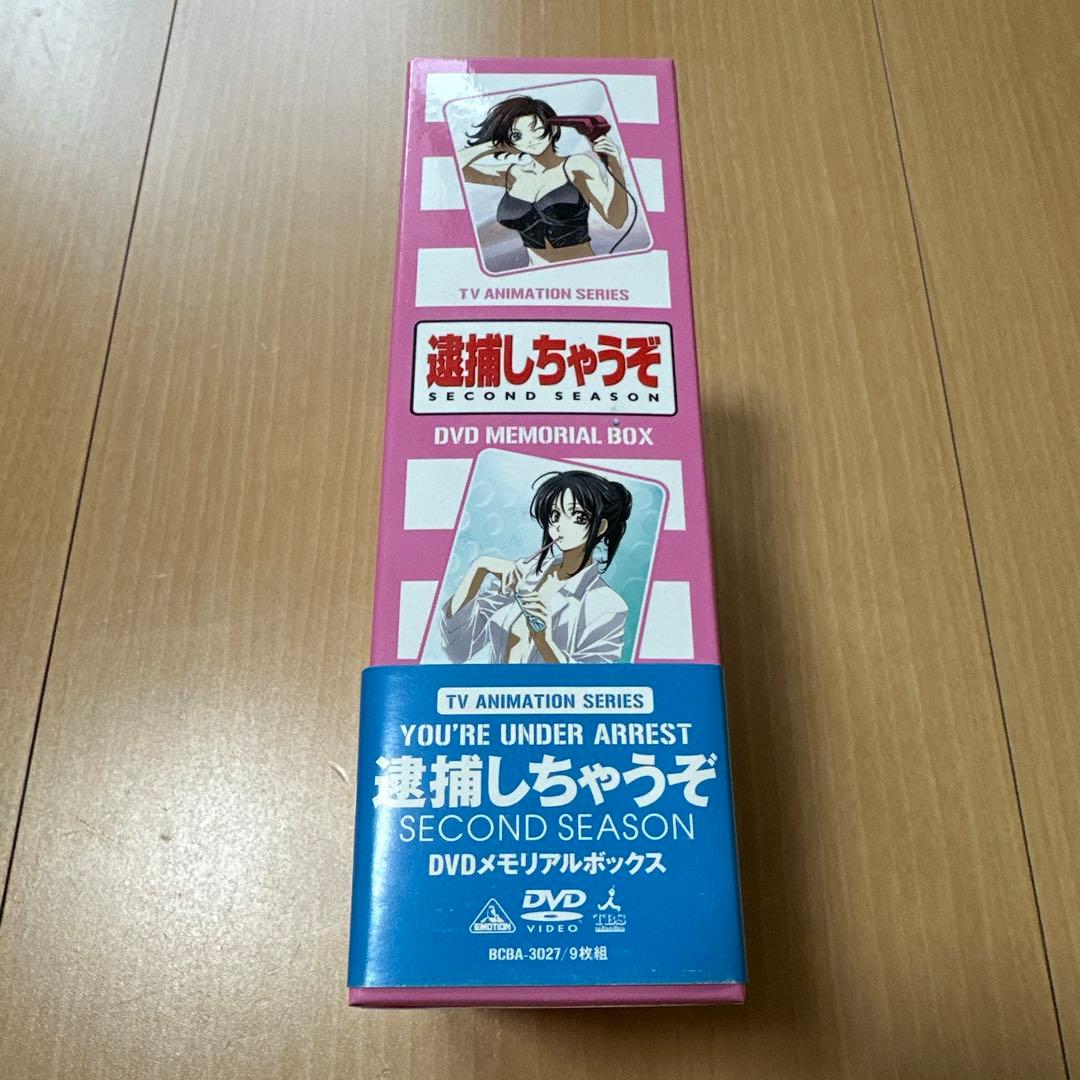 TV ANIMATION SERIES
逮捕しちゃうぞ
SECOND SEASON
DVD MEMORIAL BOX
TV ANIMATION SERIES
YOU'RE UNDER ARREST
逮捕しちゃうぞ
SECOND SEASON
DVDメモリアルボックス
EMOTION
DVD
VIDEO
TBS
BCBA-3027/9枚組